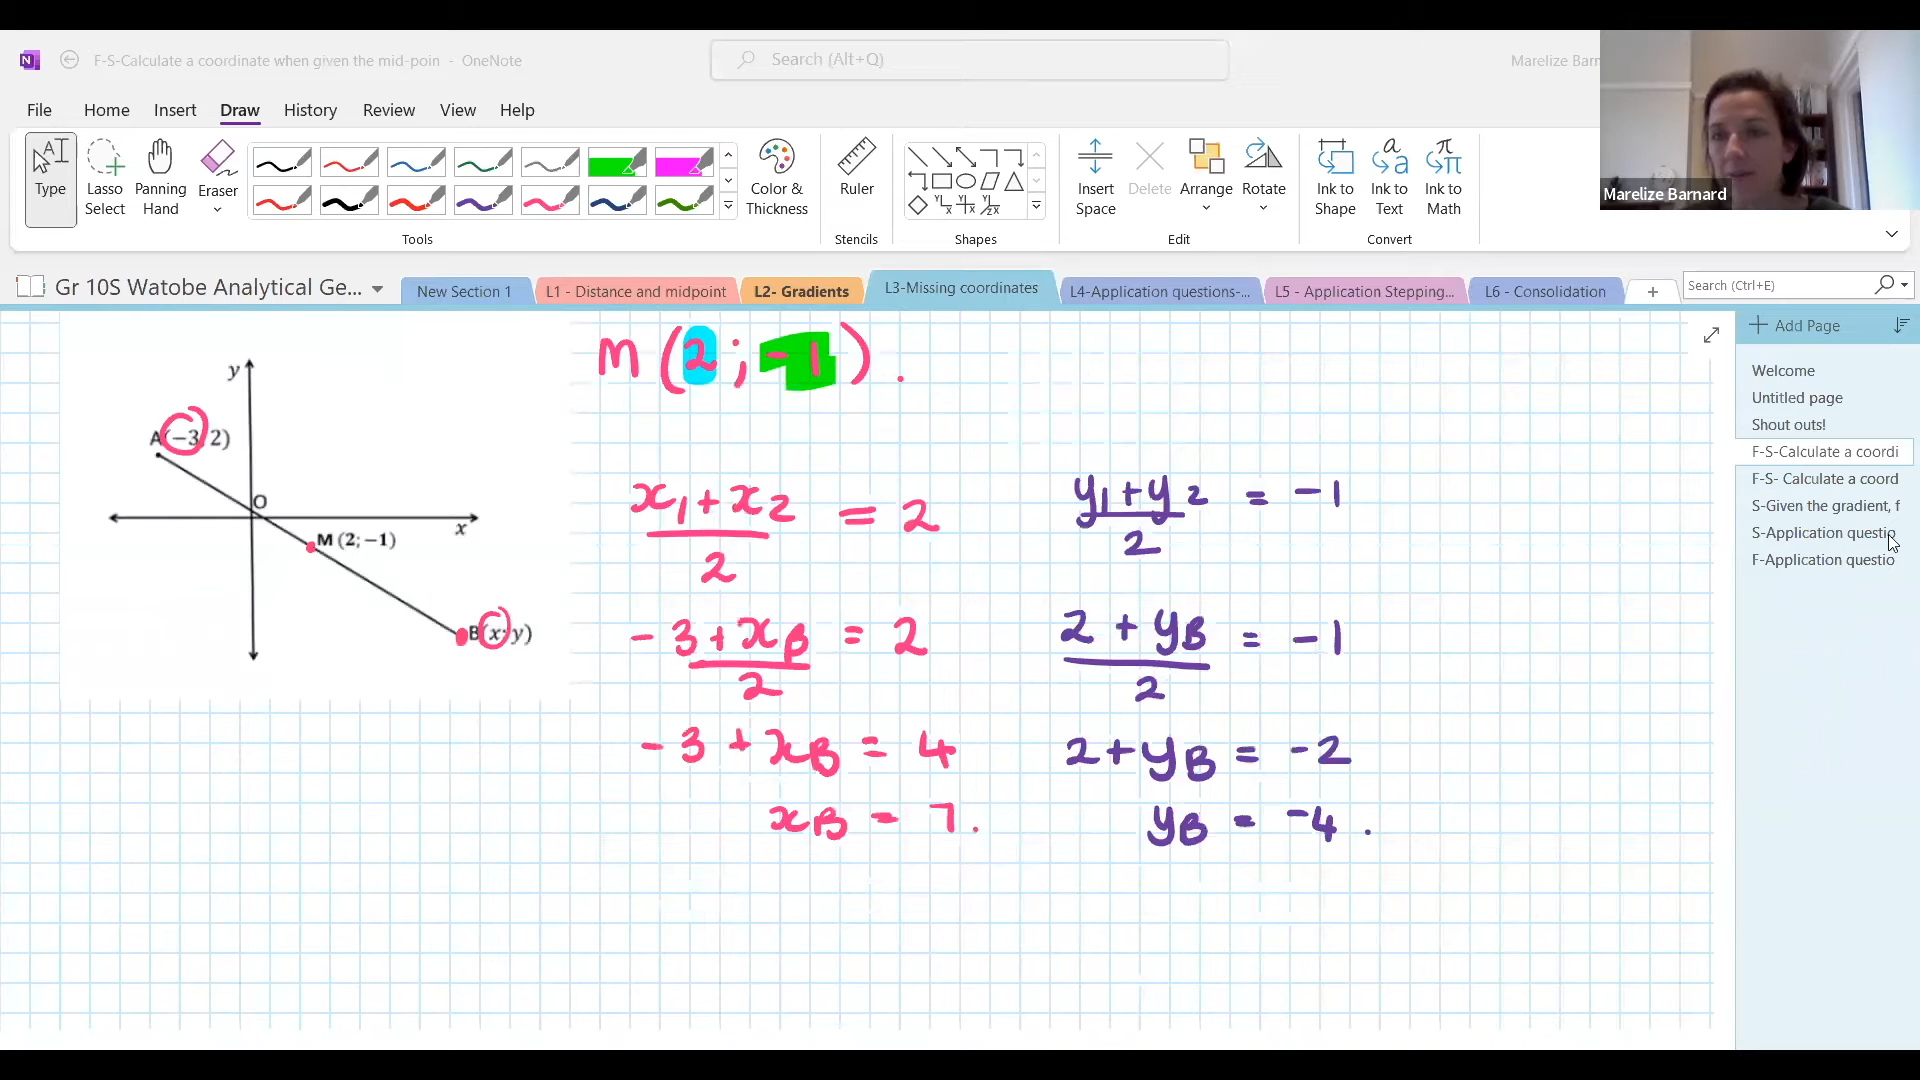 F-S-Calculate a coordinate when given the mid-poin - OneNote
Search (Alt+Q)
Marelize Barn
File Home Insert Draw History Review View Help
Type
Lasso Select
Panning Hand
Eraser
Color & Thickness
Ruler
Insert Space
Delete
Arrange
Rotate
Ink to Shape
Ink to Text
Ink to Math
Marelize Barnard
Tools Stencils Shapes Edit Convert
Gr 10S Watobe Analytical Ge...
New Section 1
L1 - Distance and midpoint
L2- Gradients
L3-Missing coordinates
L4-Application questions-...
L5 - Application Stepping...
L6 - Consolidation
Search (Ctrl+E)
Add Page
Welcome
Untitled page
Shout outs!
F-S-Calculate a coordi
F-S- Calculate a coord
S-Given the gradient, f
S-Application questio
F-Application questio
y
A(−3; 2)
O
x
M (2; −1)
B(x; y)
M (2 ; -1) .
x₁ + x₂ = 2
2
-3 + xB = 2
2
-3 + xB = 4
xB = 7.
y₁ + y₂ = -1
2
2 + yB = -1
2
2 + yB = -2
yB = -4 .